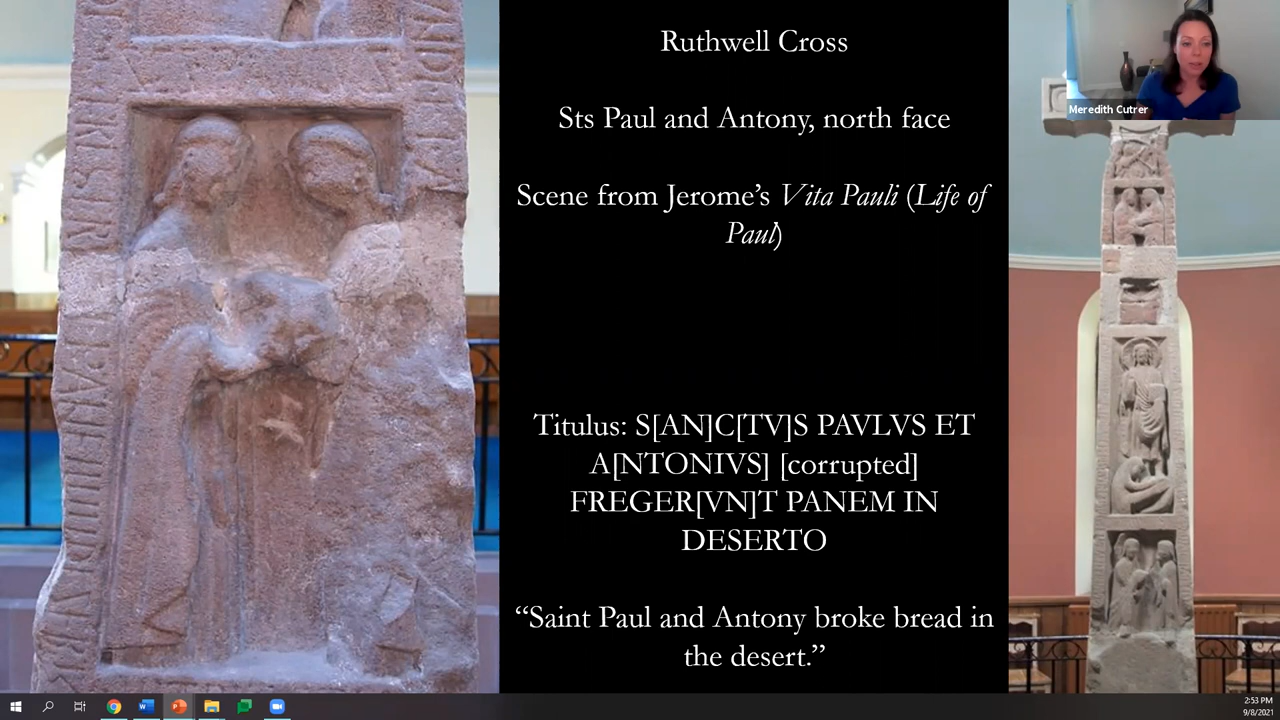 Ruthwell Cross
Sts Paul and Antony, north face
Scene from Jerome’s Vita Pauli (Life of
Paul)
Titulus: S[AN]C[TV]S PAVLVS ET
A[NTONIVS] [corrupted]
FREGER[VN]T PANEM IN
DESERTO
“Saint Paul and Antony broke bread in
the desert.”
Meredith Cutrer
2:53 PM
9/8/2021